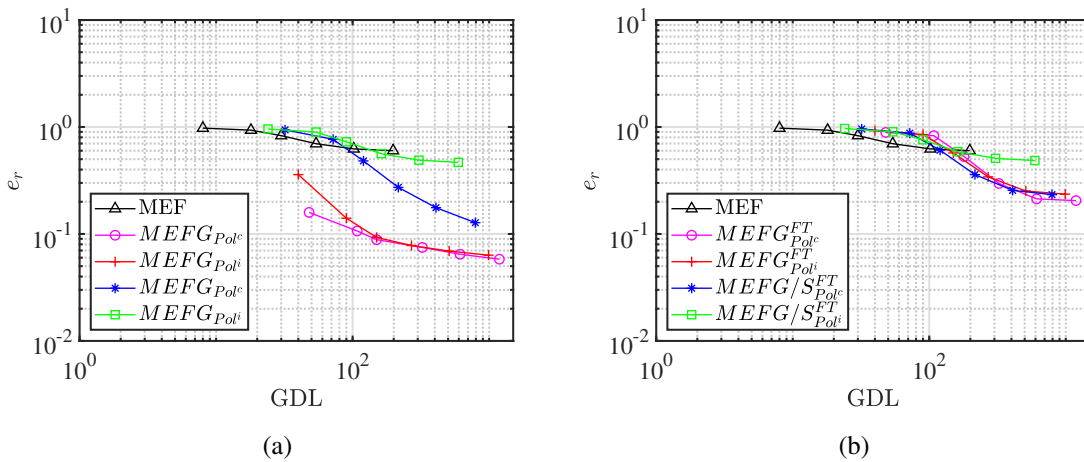 10^1
10^0
10^{-1}
10^{-2}
e_r
MEF
MEFG_{Pol^c}
MEFG_{Pol^i}
MEFG_{Pol^c}
MEFG_{Pol^i}
10^0
10^2
GDL
(a)
10^1
10^0
10^{-1}
10^{-2}
e_r
MEF
MEFG^{FT}_{Pol^c}
MEFG^{FT}_{Pol^i}
MEFG/S^{FT}_{Pol^c}
MEFG/S^{FT}_{Pol^i}
10^0
10^2
GDL
(b)